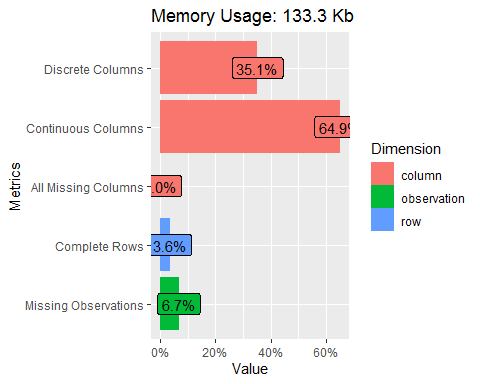 Memory Usage: 133.3 Kb
Discrete Columns
35.1%
Continuous Columns
64.9%
All Missing Columns
.0%
Complete Rows
3.6%
Missing Observations
6.7%
0%
20%
40%
60%
Value
Metrics
Dimension
column
observation
row